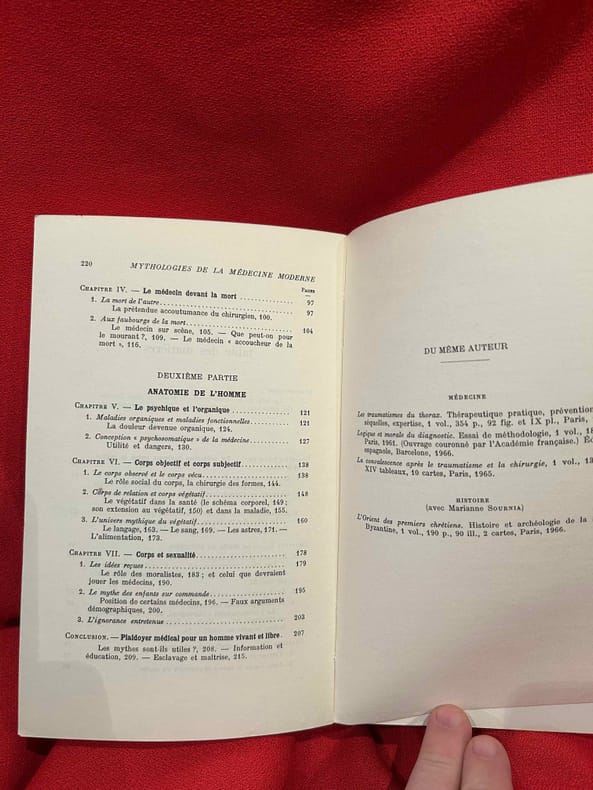 220 MYTHOLOGIES DE LA MÉDECINE MODERNE
Pages
CHAPITRE IV. — Le médecin devant la mort .............. 97
1. La mort de l'autre.................................... 97
La prétendue accoutumance du chirurgien, 100.
2. Aux faubourgs de la mort............................ 104
Le médecin sur scène, 105. — Que peut-on pour
le mourant ?, 109. — Le médecin « accoucheur de la
mort », 116.
DEUXIÈME PARTIE
ANATOMIE DE L'HOMME
CHAPITRE V. — Le psychique et l'organique .............. 121
1. Maladies organiques et maladies fonctionnelles.......... 121
La douleur devenue organique, 124.
2. Conception « psychosomatique » de la médecine.......... 127
Utilité et dangers, 130.
CHAPITRE VI. — Corps objectif et corps subjectif............ 138
1. Le corps observé et le corps vécu...................... 138
Le rôle social du corps, la chirurgie des formes, 144.
2. Corps de relation et corps végétatif.................... 148
Le végétatif dans la santé (le schéma corporel, 149 ;
son extension au végétatif, 150) et dans la maladie, 155.
3. L'univers mythique du végétatif...................... 160
Le langage, 163. — Le sang, 169. — Les astres, 171. —
L'alimentation, 173.
CHAPITRE VII. — Corps et sexualité........................ 178
1. Les idées reçues.................................... 179
Le rôle des moralistes, 183 ; et celui que devraient
jouer les médecins, 190.
2. Le mythe des enfants sur commande.................... 195
Position de certains médecins, 196. — Faux arguments
démographiques, 200.
3. L'ignorance entretenue .............................. 203
CONCLUSION. — Plaidoyer médical pour un homme vivant et libre. 207
Les mythes sont-ils utiles ?, 208. — Information et
éducation, 209. — Esclavage et maîtrise, 215.
DU MÊME AUTEUR
MÉDECINE
Les traumatismes du thorax. Thérapeutique pratique, prévention
séquelles, expertise, 1 vol., 354 p., 92 fig. et IX pl., Paris,
Logique et morale du diagnostic. Essai de méthodologie, 1 vol.,
Paris, 1961. (Ouvrage couronné par l'Académie française.)
espagnols, Barcelone, 1966.
La convalescence après le traumatisme et la chirurgie, 1 vol.,
XIV tableaux, 10 cartes, Paris, 1965.
HISTOIRE
(avec Marianne SOURNIA)
L'Orient des premiers chrétiens. Histoire et archéologie de la
Byzantine, 1 vol., 190 p., 90 ill., 2 cartes, Paris, 1966.